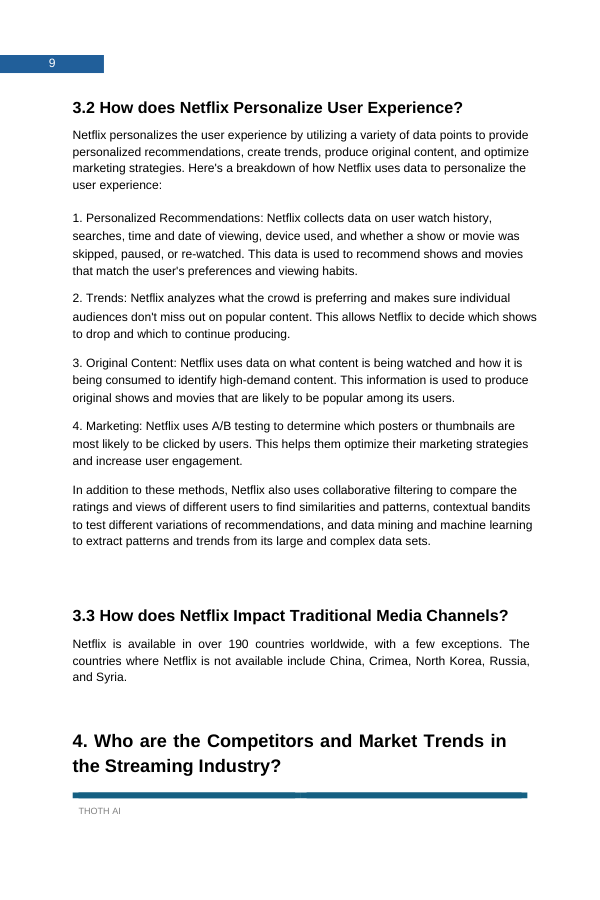 9
3.2 How does Netflix Personalize User Experience?
Netflix personalizes the user experience by utilizing a variety of data points to provide
personalized recommendations, create trends, produce original content, and optimize
marketing strategies. Here's a breakdown of how Netflix uses data to personalize the
user experience:
1. Personalized Recommendations: Netflix collects data on user watch history,
searches, time and date of viewing, device used, and whether a show or movie was
skipped, paused, or re-watched. This data is used to recommend shows and movies
that match the user's preferences and viewing habits.
2. Trends: Netflix analyzes what the crowd is preferring and makes sure individual
audiences don't miss out on popular content. This allows Netflix to decide which shows
to drop and which to continue producing.
3. Original Content: Netflix uses data on what content is being watched and how it is
being consumed to identify high-demand content. This information is used to produce
original shows and movies that are likely to be popular among its users.
4. Marketing: Netflix uses A/B testing to determine which posters or thumbnails are
most likely to be clicked by users. This helps them optimize their marketing strategies
and increase user engagement.
In addition to these methods, Netflix also uses collaborative filtering to compare the
ratings and views of different users to find similarities and patterns, contextual bandits
to test different variations of recommendations, and data mining and machine learning
to extract patterns and trends from its large and complex data sets.
3.3 How does Netflix Impact Traditional Media Channels?
Netflix is available in over 190 countries worldwide, with a few exceptions. The
countries where Netflix is not available include China, Crimea, North Korea, Russia,
and Syria.
4. Who are the Competitors and Market Trends in
the Streaming Industry?
THOTH AI